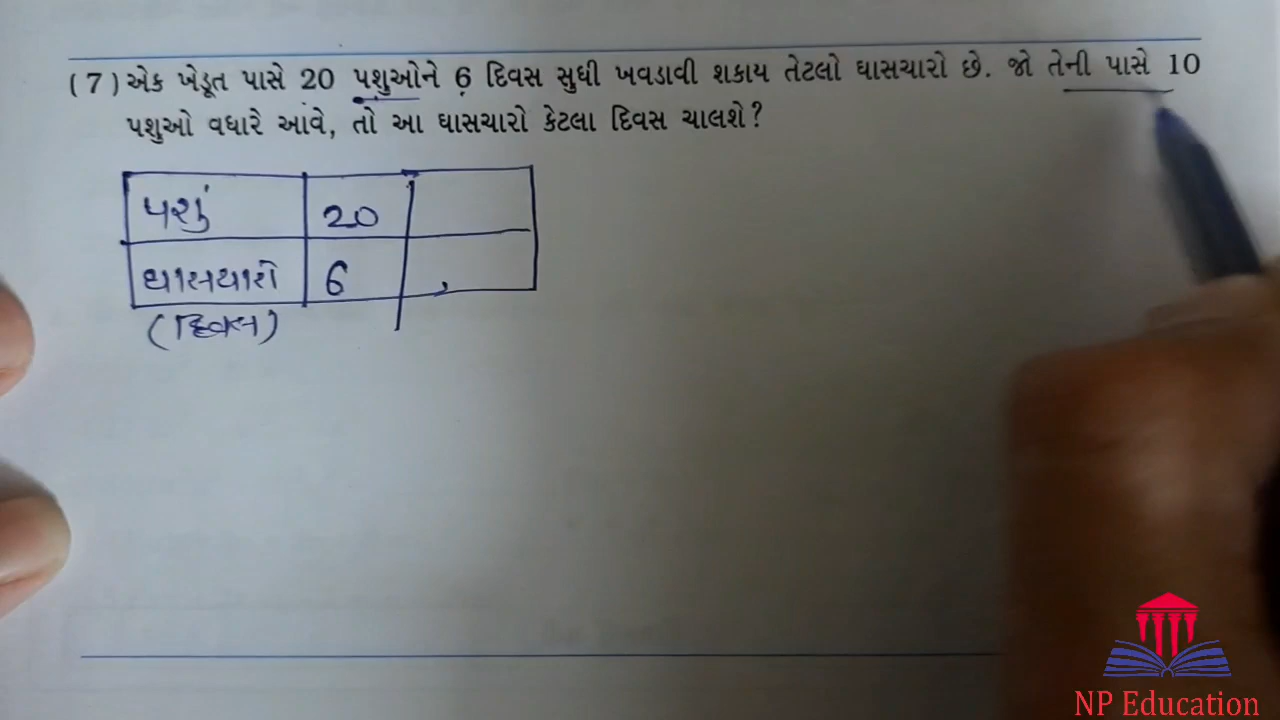 (7) એક ખેડૂત પાસે 20 પશુઓને 6 દિવસ સુધી ખવડાવી શકાય તેટલો ઘાસચારો છે. જો તેની પાસે 10
પશુઓ વધારે આવે, તો આ ઘાસચારો કેટલા દિવસ ચાલશે?
પશું 20
ઘાસચારો 6
(દિવસ)
NP Education